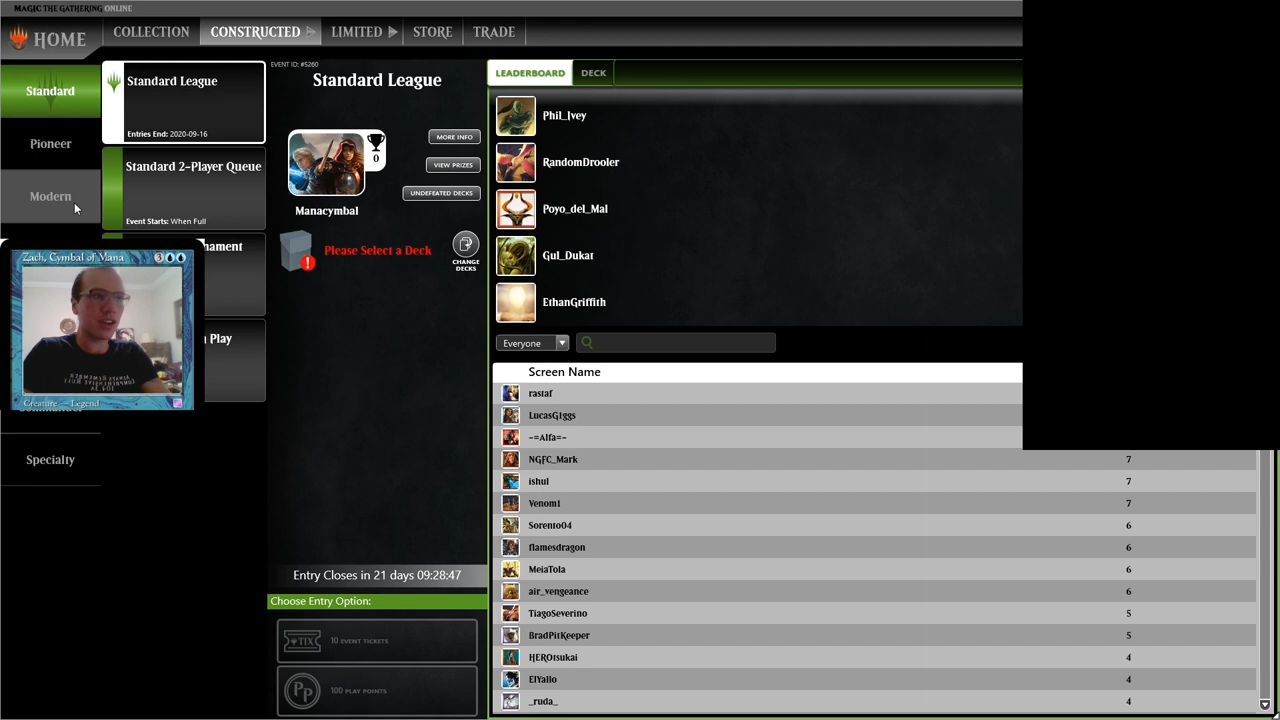 MAGIC THE GATHERING ONLINE
HOME
COLLECTION
CONSTRUCTED
LIMITED
STORE
TRADE
Standard
Pioneer
Modern
Specialty
Standard League
Entries End: 2020-09-16
Standard 2-Player Queue
Event Starts: When Full
Play
Zach, Cymbal of Mana
3
Creature — Legend
EVENT ID: #5260
Standard League
0
MORE INFO
VIEW PRIZES
UNDEFEATED DECKS
Manacymbal
Please Select a Deck
CHANGE
DECKS
Entry Closes in 21 days 09:28:47
Choose Entry Option:
TIX
10 EVENT TICKETS
PP
100 PLAY POINTS
LEADERBOARD
DECK
Phil_Ivey
RandomDrooler
Poyo_del_Mal
Gul_Dukat
EthanGriffith
Everyone
Screen Name
rastaf
LucasG1ggs
-=Alfa=-
NGFC_Mark 7
ishul 7
Venom1 7
Sorento04 6
flamesdragon 6
MeiaTola 6
air_vengeance 6
TiagoSeverino 5
BradPitKeeper 5
HEROtsukai 4
ElYallo 4
_ruda_ 4